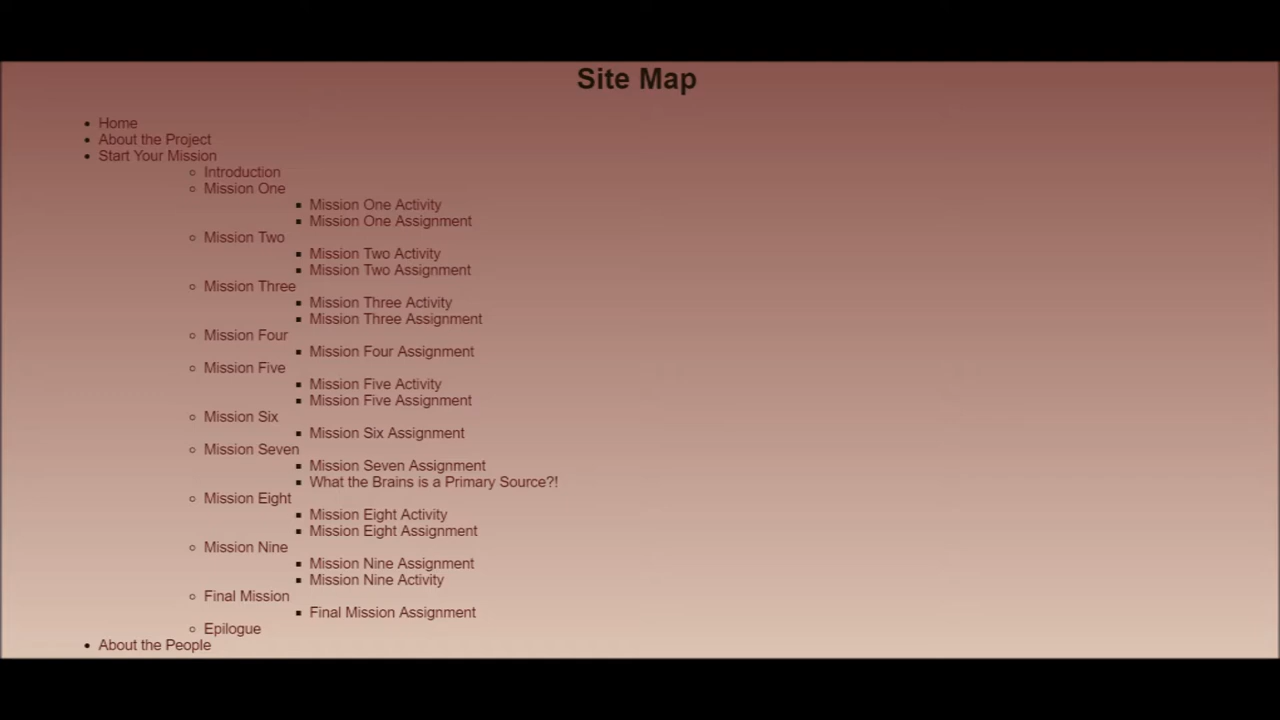 Site Map
Home
About the Project
Start Your Mission
Introduction
Mission One
Mission One Activity
Mission One Assignment
Mission Two
Mission Two Activity
Mission Two Assignment
Mission Three
Mission Three Activity
Mission Three Assignment
Mission Four
Mission Four Assignment
Mission Five
Mission Five Activity
Mission Five Assignment
Mission Six
Mission Six Assignment
Mission Seven
Mission Seven Assignment
What the Brains is a Primary Source?!
Mission Eight
Mission Eight Activity
Mission Eight Assignment
Mission Nine
Mission Nine Assignment
Mission Nine Activity
Final Mission
Final Mission Assignment
Epilogue
About the People